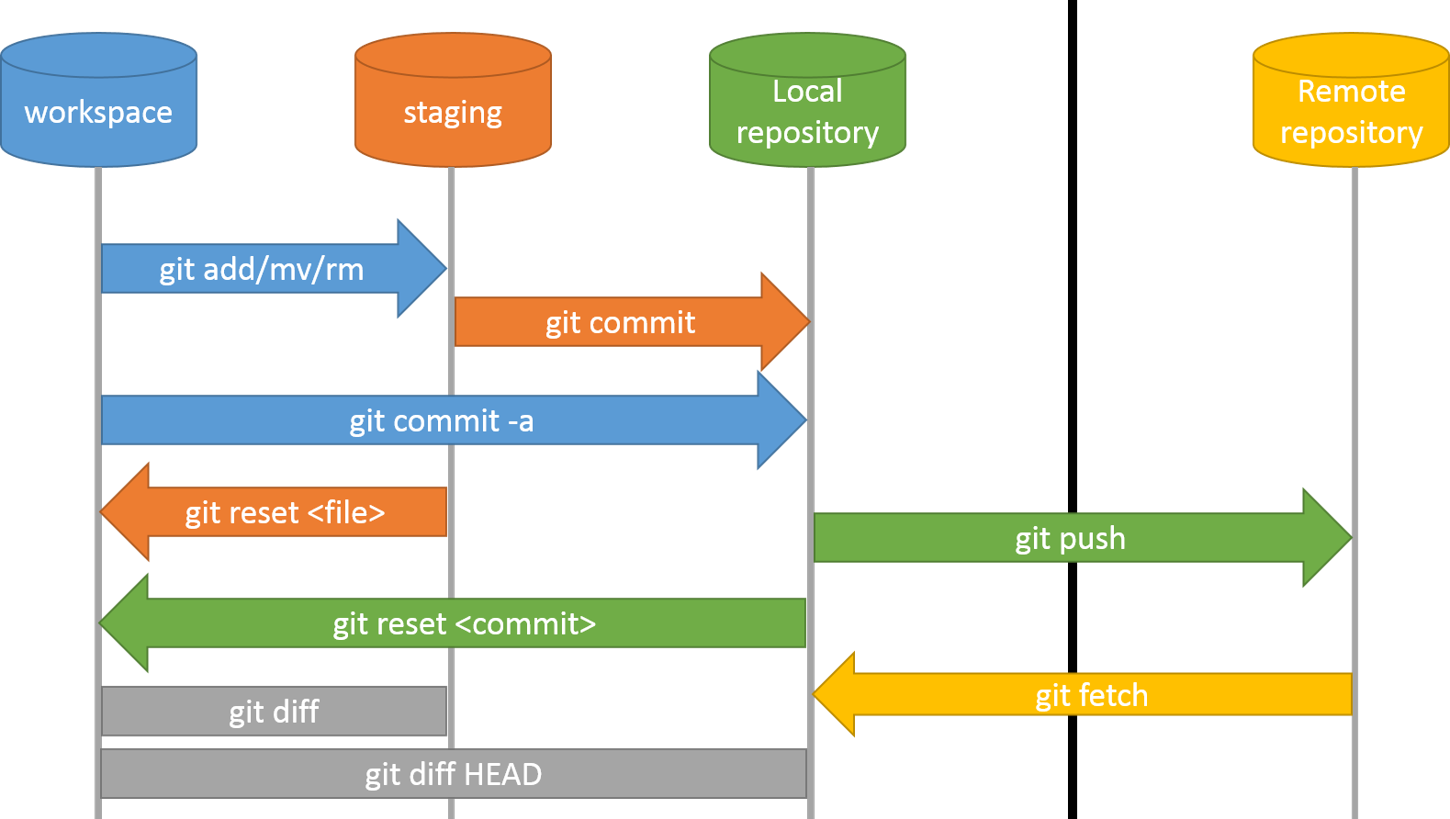 workspace
staging
Local
repository
Remote
repository
git add/mv/rm
git commit
git commit -a
git reset <file>
git push
git reset <commit>
git fetch
git diff
git diff HEAD